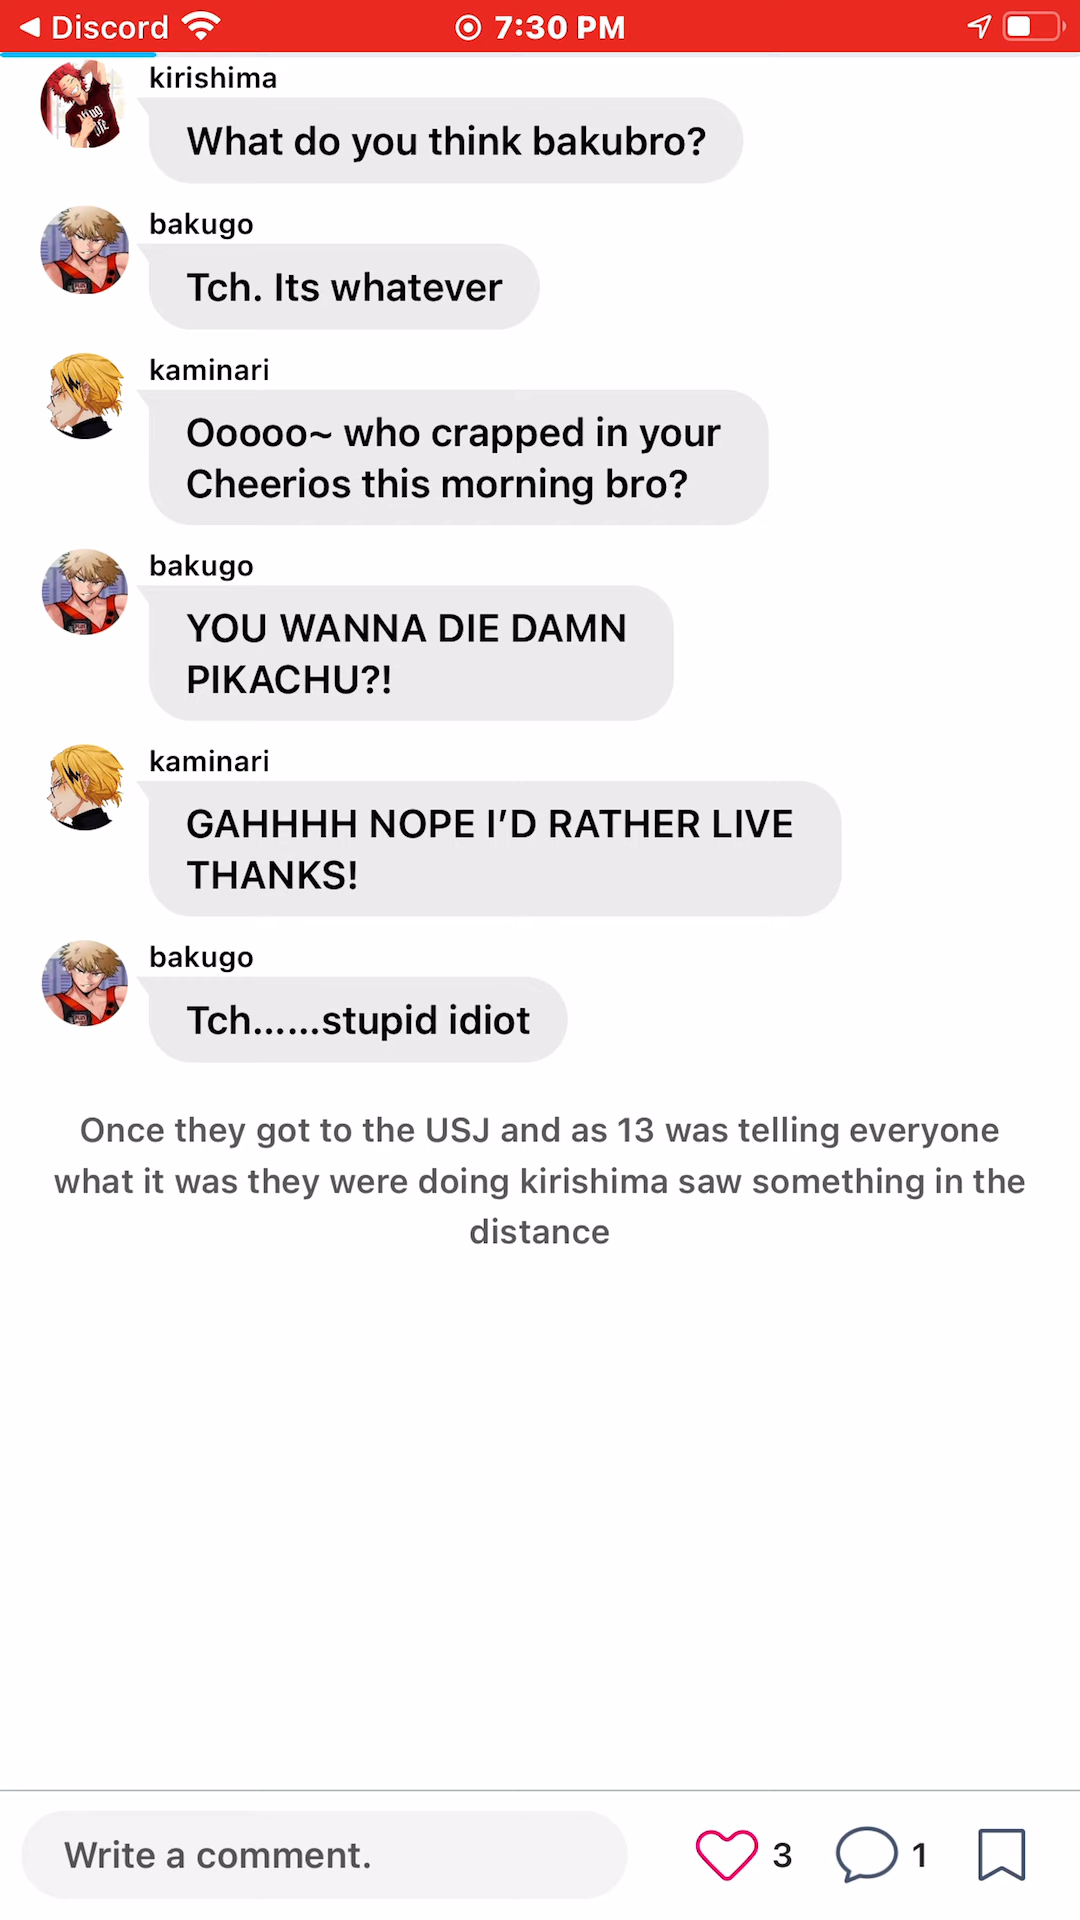 Discord
7:30 PM
kirishima
What do you think bakubro?
bakugo
Tch. Its whatever
kaminari
Ooooo~ who crapped in your
Cheerios this morning bro?
bakugo
YOU WANNA DIE DAMN
PIKACHU?!
kaminari
GAHHHH NOPE I’D RATHER LIVE
THANKS!
bakugo
Tch......stupid idiot
Once they got to the USJ and as 13 was telling everyone
what it was they were doing kirishima saw something in the
distance
Write a comment.
3
1